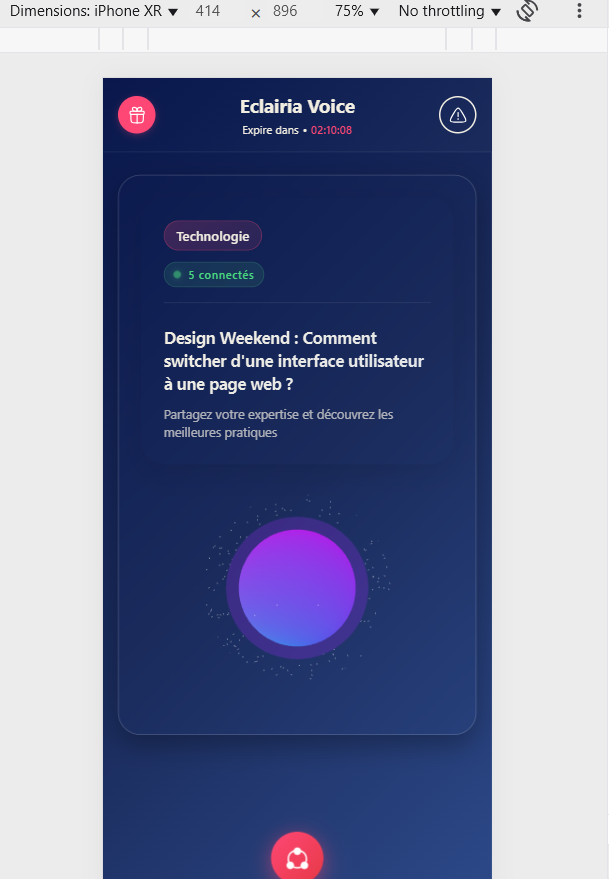 Dimensions: iPhone XR ▼ 414 × 896 75% ▼ No throttling ▼
Eclairia Voice
Expire dans • 02:10:08
Technologie
5 connectés
Design Weekend : Comment
switcher d'une interface utilisateur
à une page web ?
Partagez votre expertise et découvrez les
meilleures pratiques